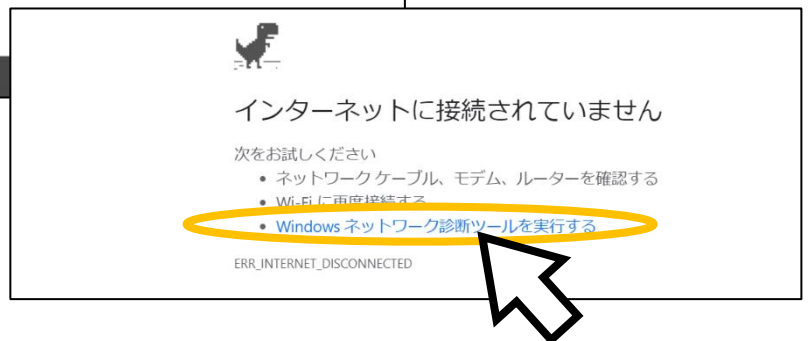 インターネットに接続されていません
次をお試しください
• ネットワーク ケーブル、モデム、ルーターを確認する
• Wi-Fi に再度接続する
• Windows ネットワーク診断ツールを実行する
ERR_INTERNET_DISCONNECTED